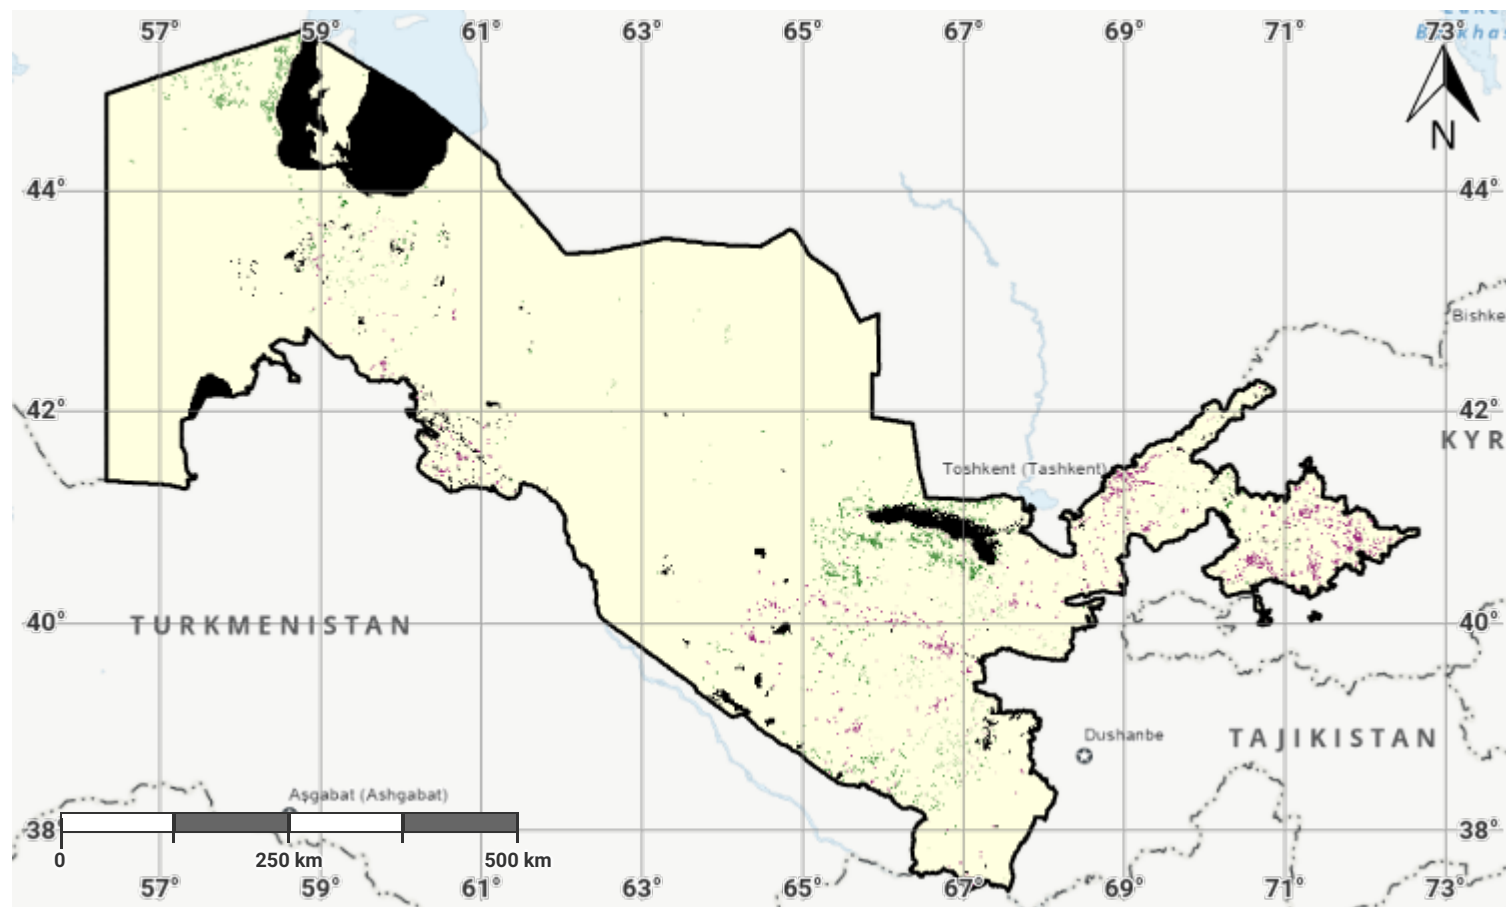 57° 59° 61° 63° 65° 67° 69° 71° 73°
N
44° 44°
Bishke
42° 42°
KYR
Toshkent (Tashkent)
40° 40°
TURKMENISTAN
Dushanbe
TAJIKISTAN
Aşgabat (Ashgabat)
38° 38°
0 250 km 500 km
57° 59° 61° 63° 65° 67° 69° 71° 73°